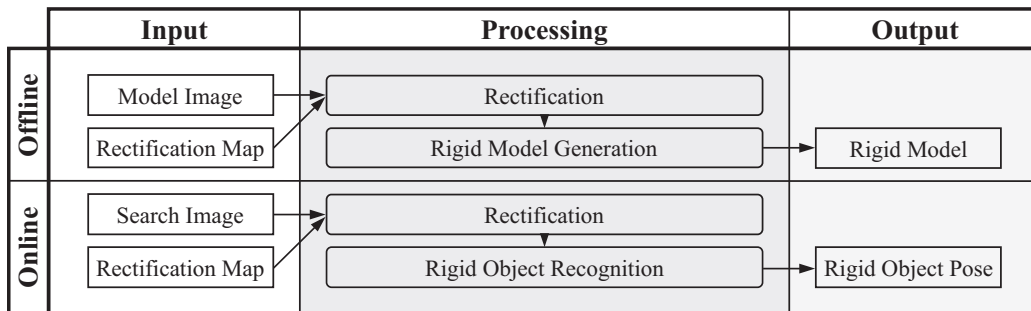 Input
Processing
Output
Offline
Model Image
Rectification
Rectification Map
Rigid Model Generation
Rigid Model
Online
Search Image
Rectification
Rectification Map
Rigid Object Recognition
Rigid Object Pose